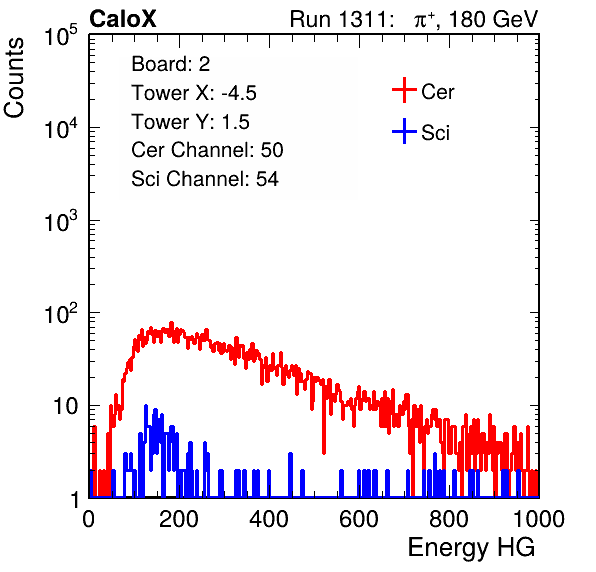 CaloX Run 1311: π⁺, 180 GeV
Counts
10⁵
10⁴
10³
10²
10
1
Board: 2
Tower X: -4.5
Tower Y: 1.5
Cer Channel: 50
Sci Channel: 54
Cer
Sci
0 200 400 600 800 1000
Energy HG